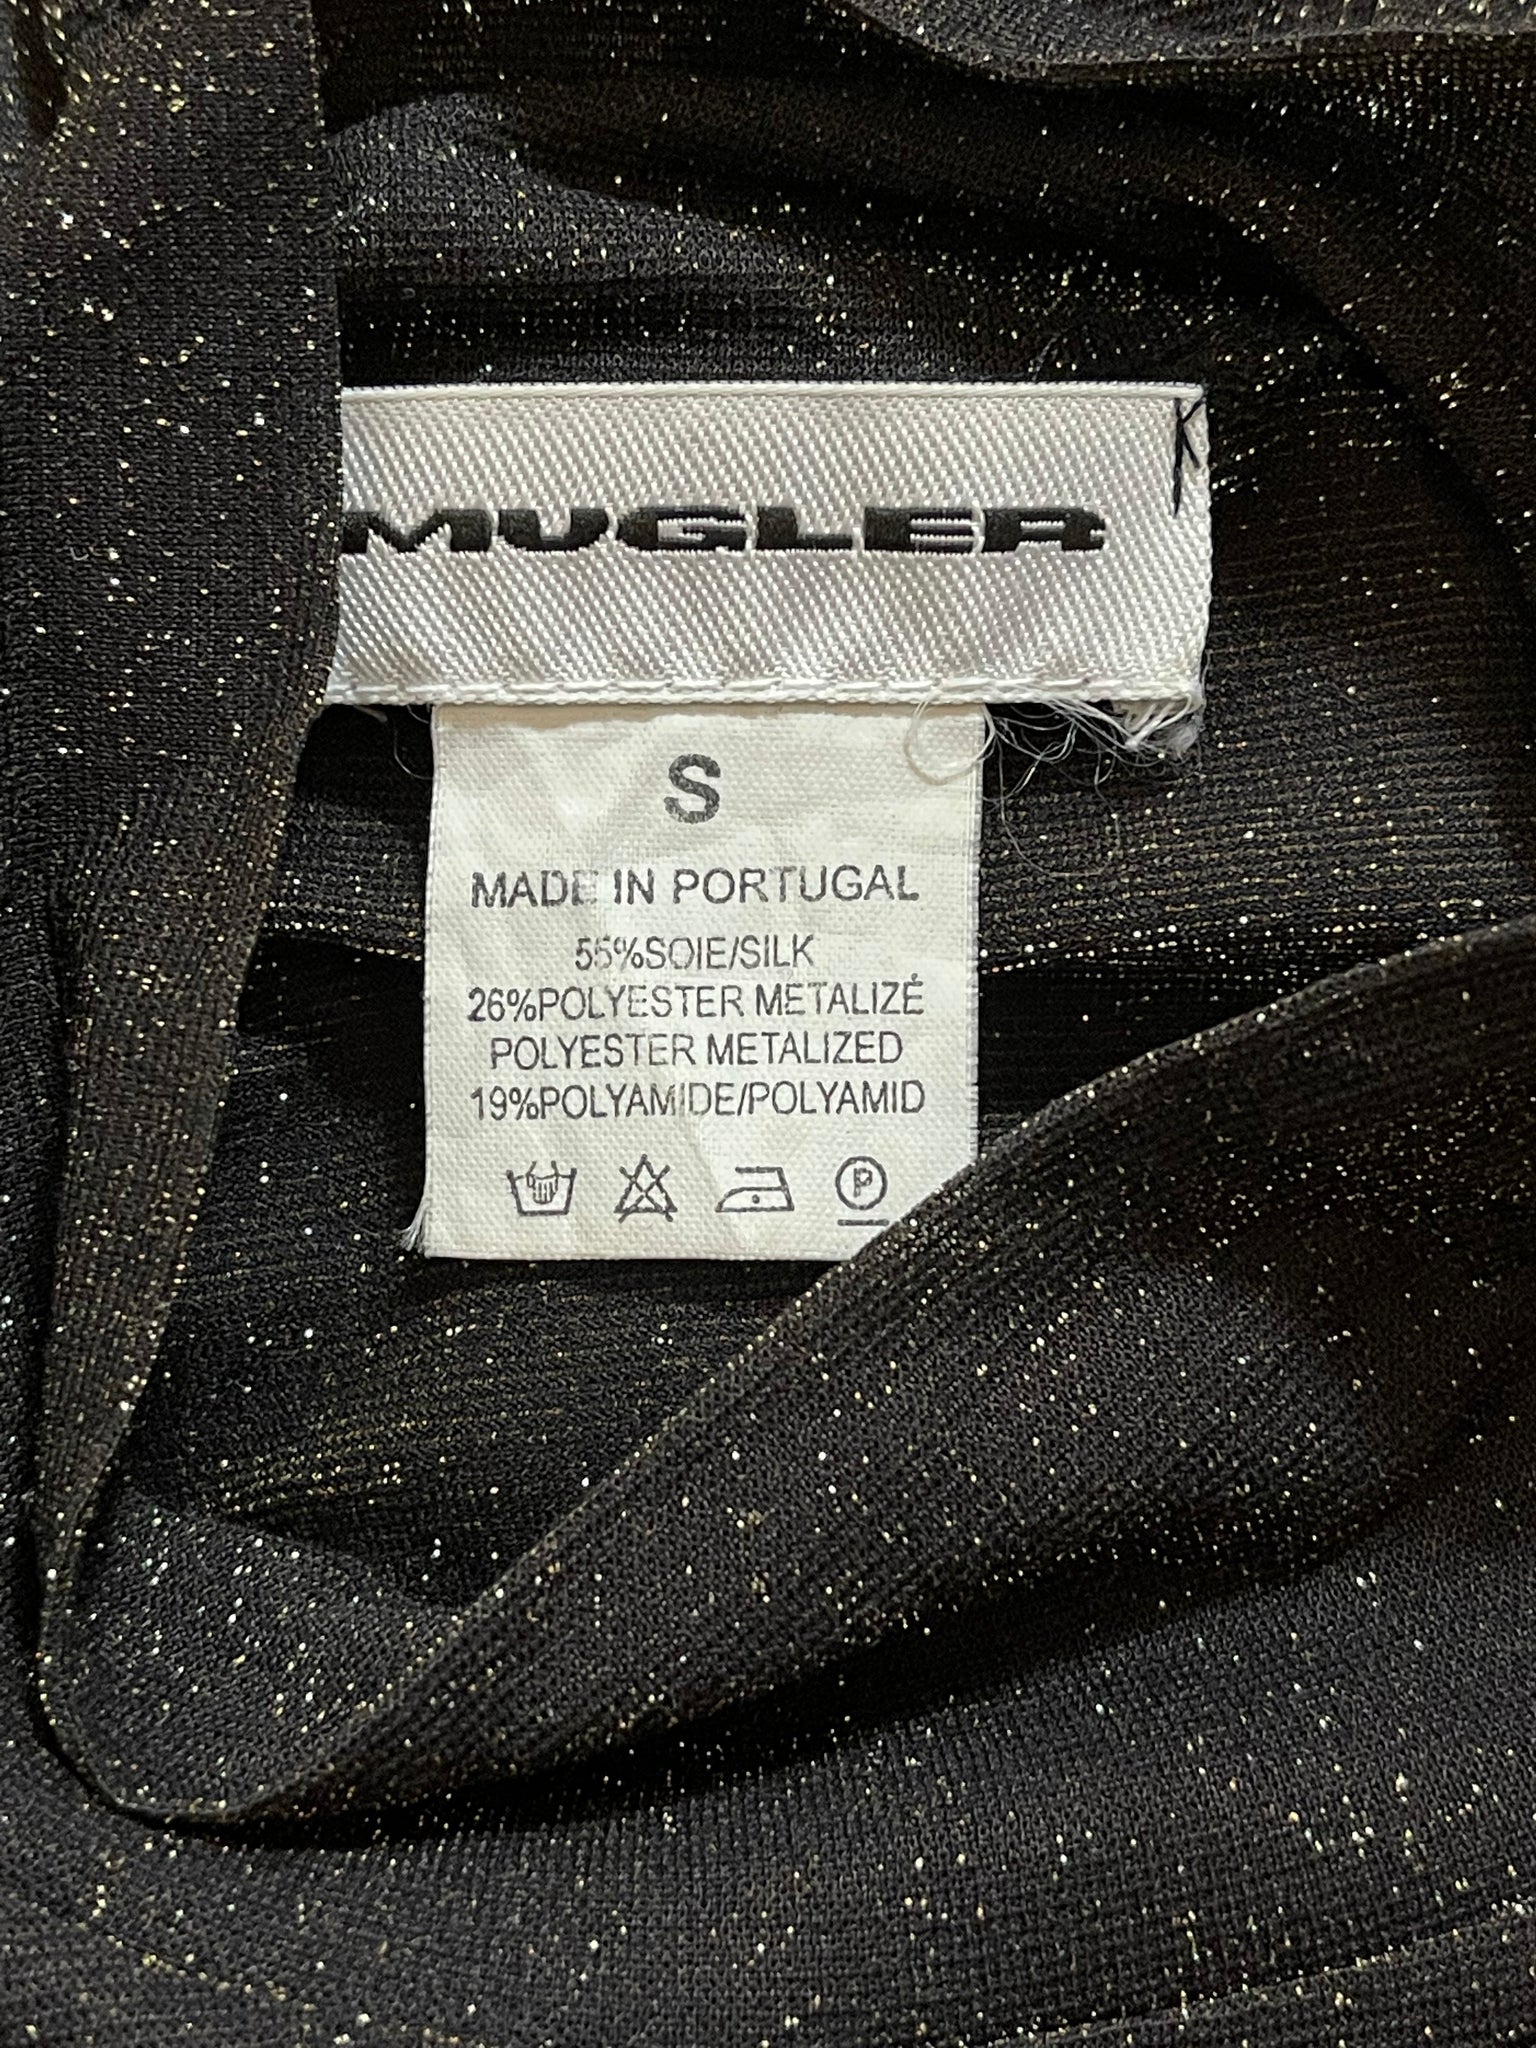 MUGLER
S
MADE IN PORTUGAL
55%SOIE/SILK
26%POLYESTER METALIZÉ
POLYESTER METALIZED
19%POLYAMIDE/POLYAMID
P